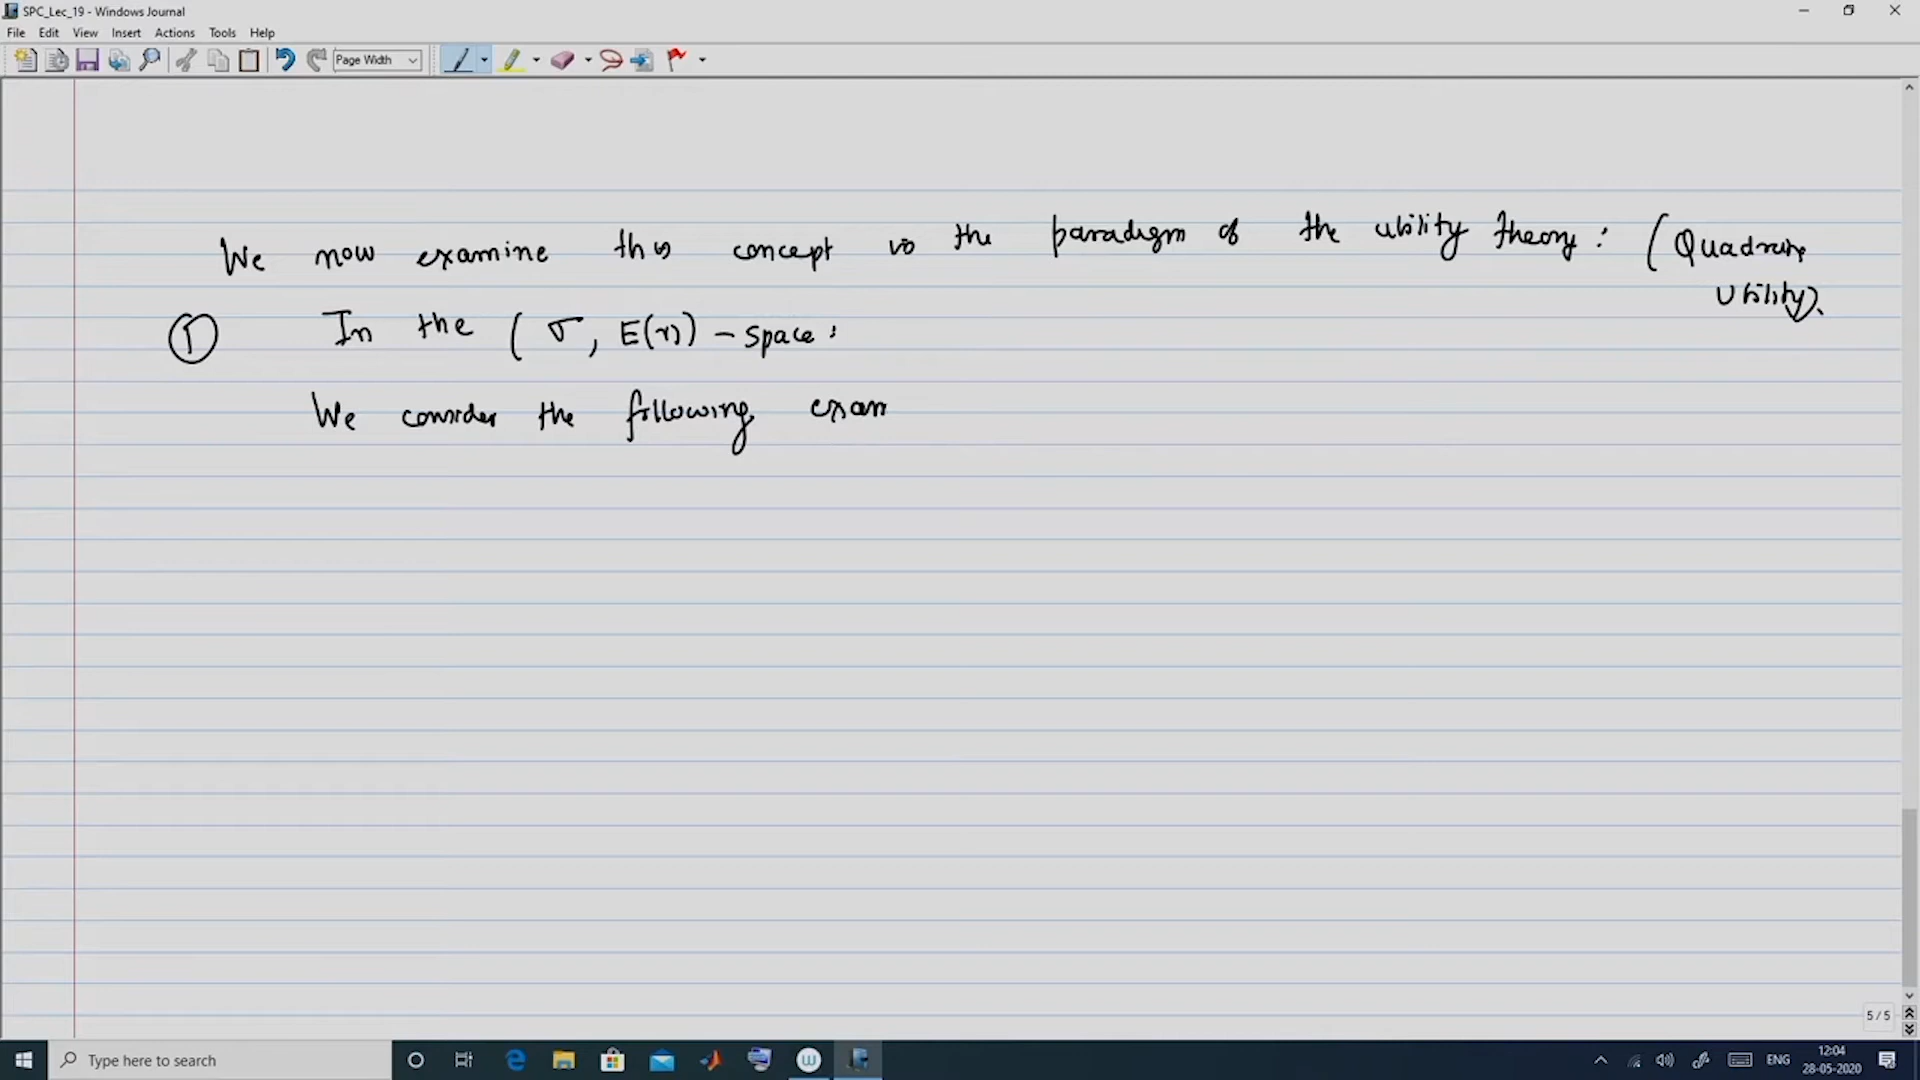 SPC_Lec_19 - Windows Journal
File Edit View Insert Actions Tools Help
Page Width
We now examine this concept in the paradigm of the utility theory : (Quadratic
Utility).
① In the (σ, E(r)) - space :
We consider the following exam
5 / 5
Type here to search
ENG
12:04
28-05-2020